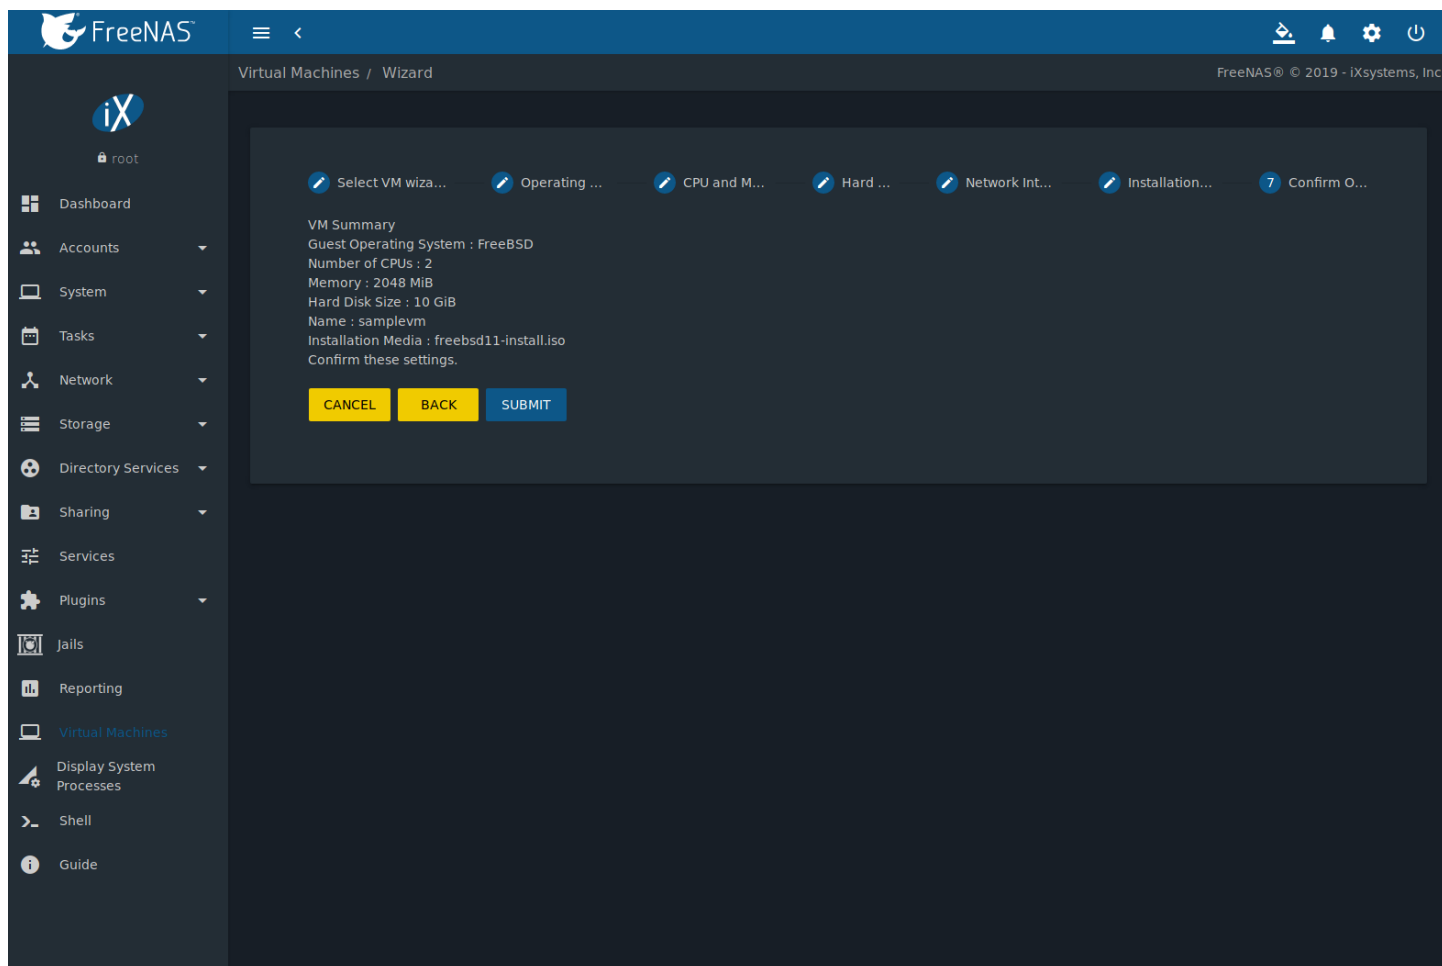 FreeNAS™
Virtual Machines / Wizard
FreeNAS® © 2019 - iXsystems, Inc
iX
root
Dashboard
Accounts
System
Tasks
Network
Storage
Directory Services
Sharing
Services
Plugins
Jails
Reporting
Virtual Machines
Display System
Processes
Shell
Guide
Select VM wiza...
Operating ...
CPU and M...
Hard ...
Network Int...
Installation...
7 Confirm O...
VM Summary
Guest Operating System : FreeBSD
Number of CPUs : 2
Memory : 2048 MiB
Hard Disk Size : 10 GiB
Name : samplevm
Installation Media : freebsd11-install.iso
Confirm these settings.
CANCEL
BACK
SUBMIT